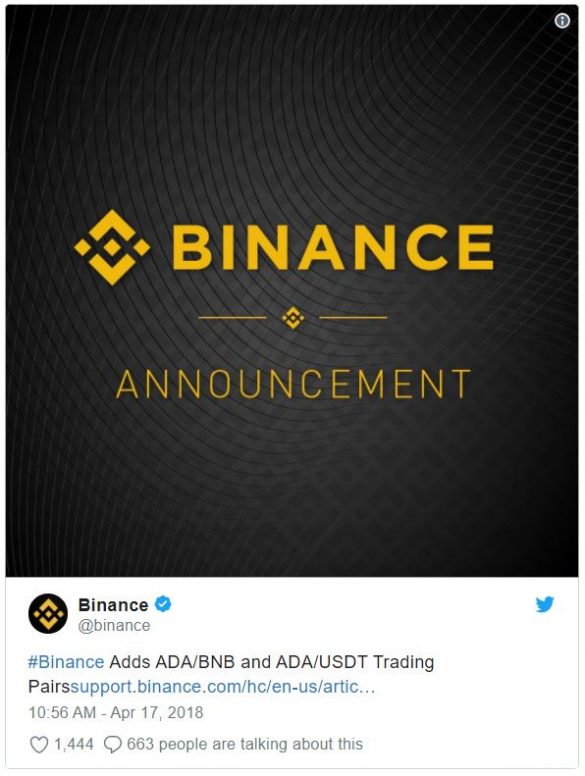 BINANCE
ANNOUNCEMENT
Binance
@binance
#Binance Adds ADA/BNB and ADA/USDT Trading
Pairssupport.binance.com/hc/en-us/artic…
10:56 AM - Apr 17, 2018
1,444 663 people are talking about this